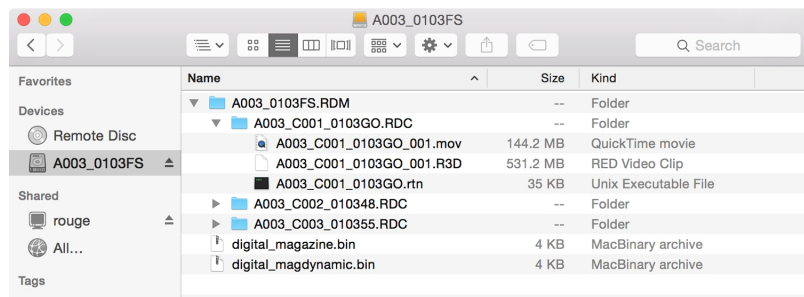 A003_0103FS
Search
Favorites
Devices
Remote Disc
A003_0103FS
Shared
rouge
All...
Tags
Name Size Kind
A003_0103FS.RDM -- Folder
A003_C001_0103GO.RDC -- Folder
A003_C001_0103GO_001.mov 144.2 MB QuickTime movie
A003_C001_0103GO_001.R3D 531.2 MB RED Video Clip
A003_C001_0103GO.rtn 35 KB Unix Executable File
A003_C002_010348.RDC -- Folder
A003_C003_010355.RDC -- Folder
digital_magazine.bin 4 KB MacBinary archive
digital_magdynamic.bin 4 KB MacBinary archive